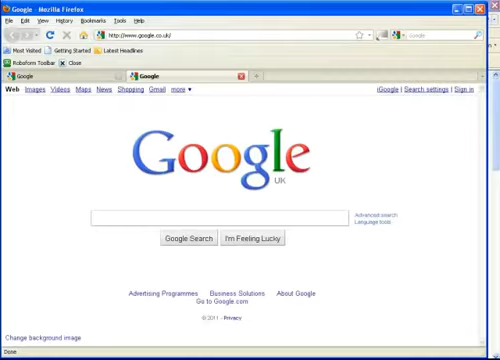 Google - Mozilla Firefox
File Edit View History Bookmarks Tools Help
http://www.google.co.uk/
Google
Most Visited Getting Started Latest Headlines
Roboform Toolbar Close
Google Google
Web Images Videos Maps News Shopping Gmail more ▼
iGoogle | Search settings | Sign in
Google
UK
Advanced search
Language tools
Google Search I'm Feeling Lucky
Advertising Programmes Business Solutions About Google
Go to Google.com
© 2011 - Privacy
Change background image
Done